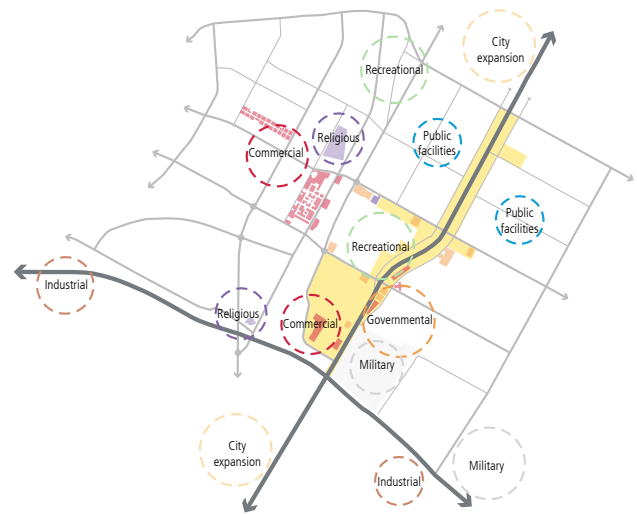 City
expansion
Recreational
Religious
Public
facilities
Commercial
Public
facilities
Recreational
Industrial
Religious
Commercial
Governmental
Military
City
expansion
Military
Industrial